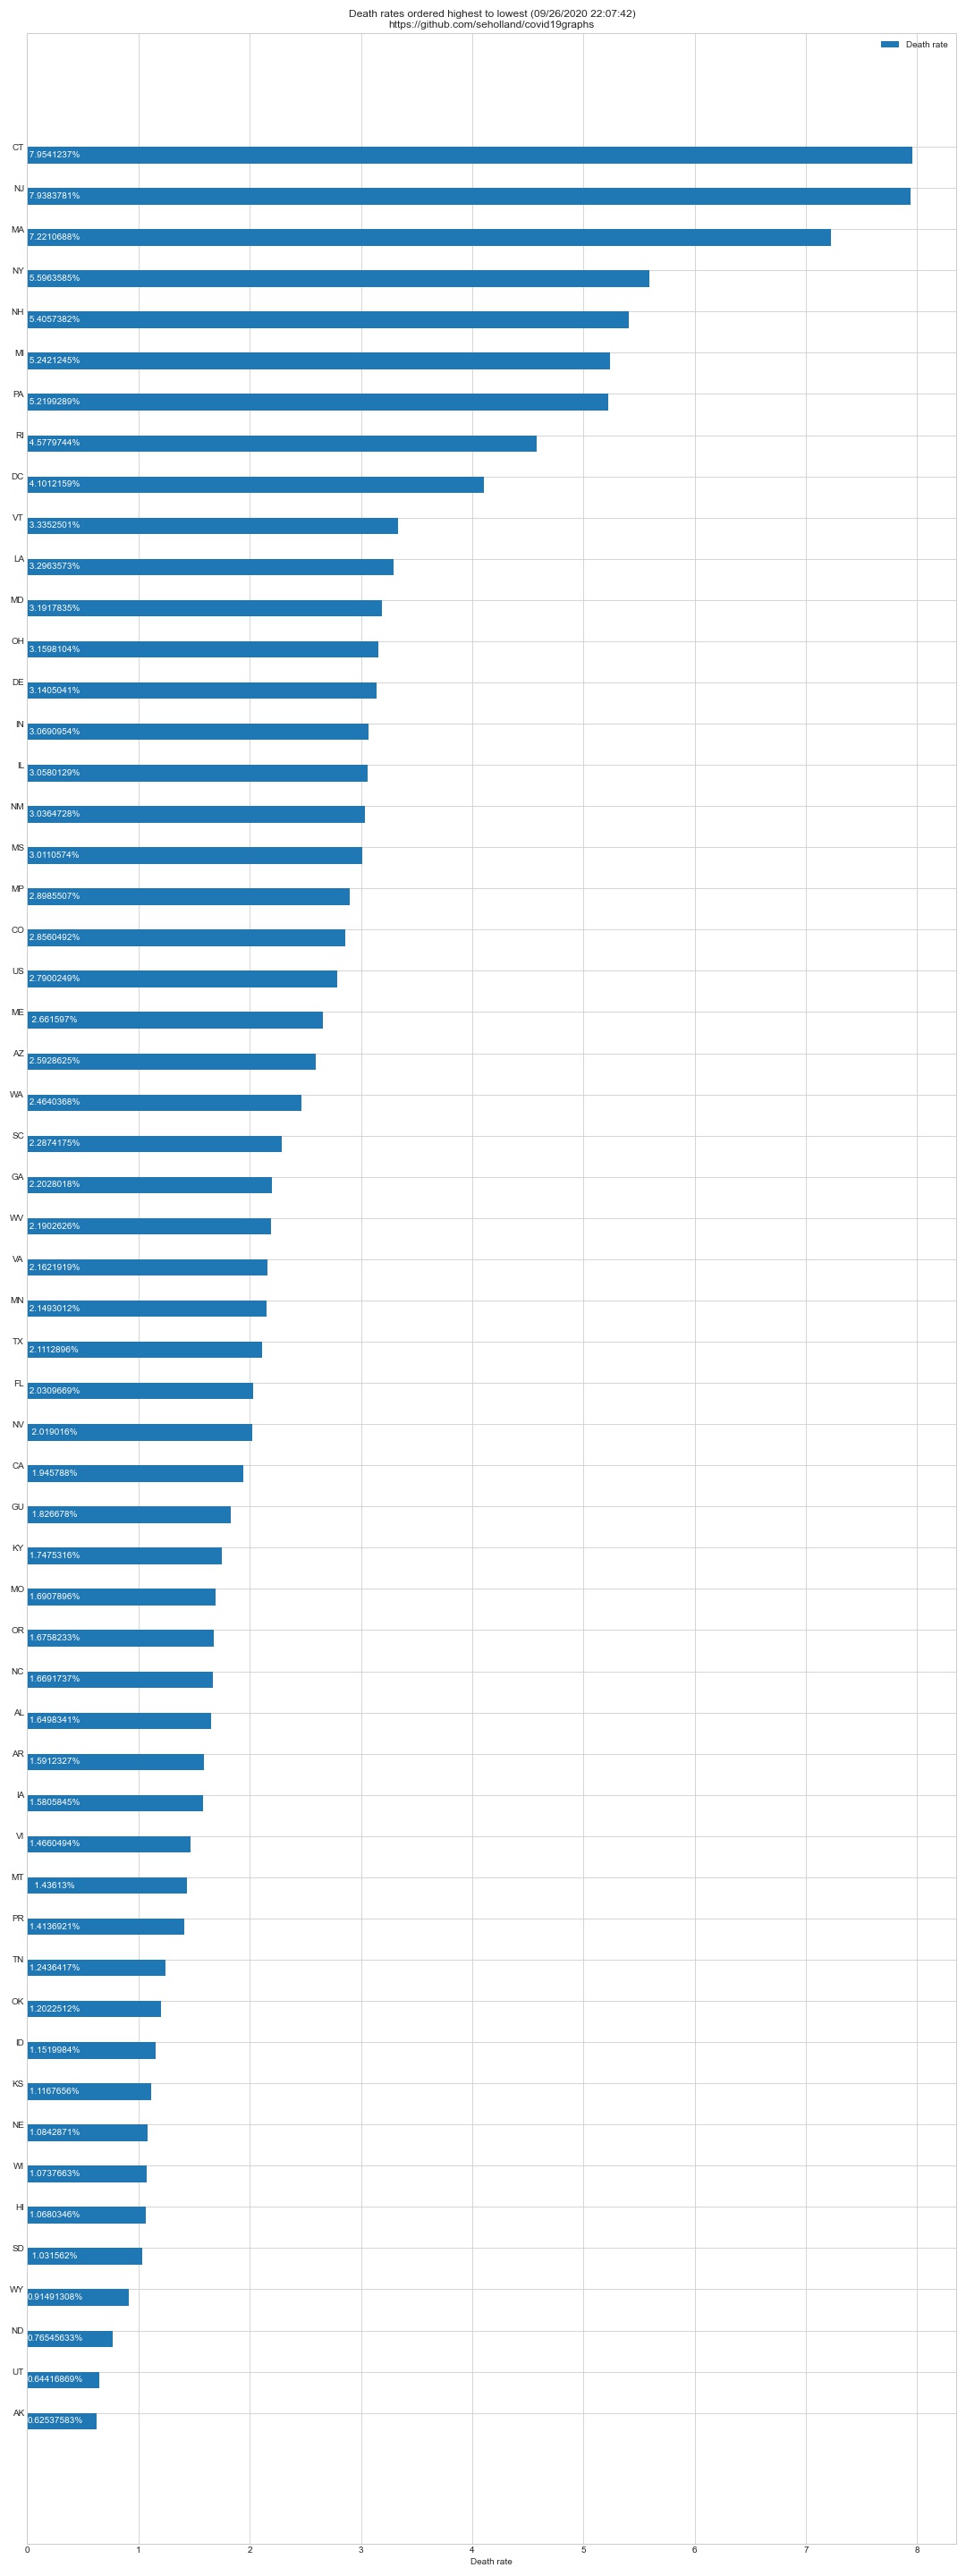 Death rates ordered highest to lowest (09/26/2020 22:07:42)
https://github.com/seholland/covid19graphs
Death rate
CT 7.9541237%
NJ 7.9383781%
MA 7.2210688%
NY 5.5963585%
NH 5.4057382%
MI 5.2421245%
PA 5.2199289%
RI 4.5779744%
DC 4.1012159%
VT 3.3352501%
LA 3.2963573%
MD 3.1917835%
OH 3.1598104%
DE 3.1405041%
IN 3.0690954%
IL 3.0580129%
NM 3.0364728%
MS 3.0110574%
MP 2.8985507%
CO 2.8560492%
US 2.7900249%
ME 2.661597%
AZ 2.5928625%
WA 2.4640368%
SC 2.2874175%
GA 2.2028018%
WV 2.1902626%
VA 2.1621919%
MN 2.1493012%
TX 2.1112896%
FL 2.0309669%
NV 2.019016%
CA 1.945788%
GU 1.826678%
KY 1.7475316%
MO 1.6907896%
OR 1.6758233%
NC 1.6691737%
AL 1.6498341%
AR 1.5912327%
IA 1.5805845%
VI 1.4660494%
MT 1.43613%
PR 1.4136921%
TN 1.2436417%
OK 1.2022512%
ID 1.1519984%
KS 1.1167656%
NE 1.0842871%
WI 1.0737663%
HI 1.0680346%
SD 1.031562%
WY 0.91491308%
ND 0.76545633%
UT 0.64416869%
AK 0.62537583%
0 1 2 3 4 5 6 7 8
Death rate